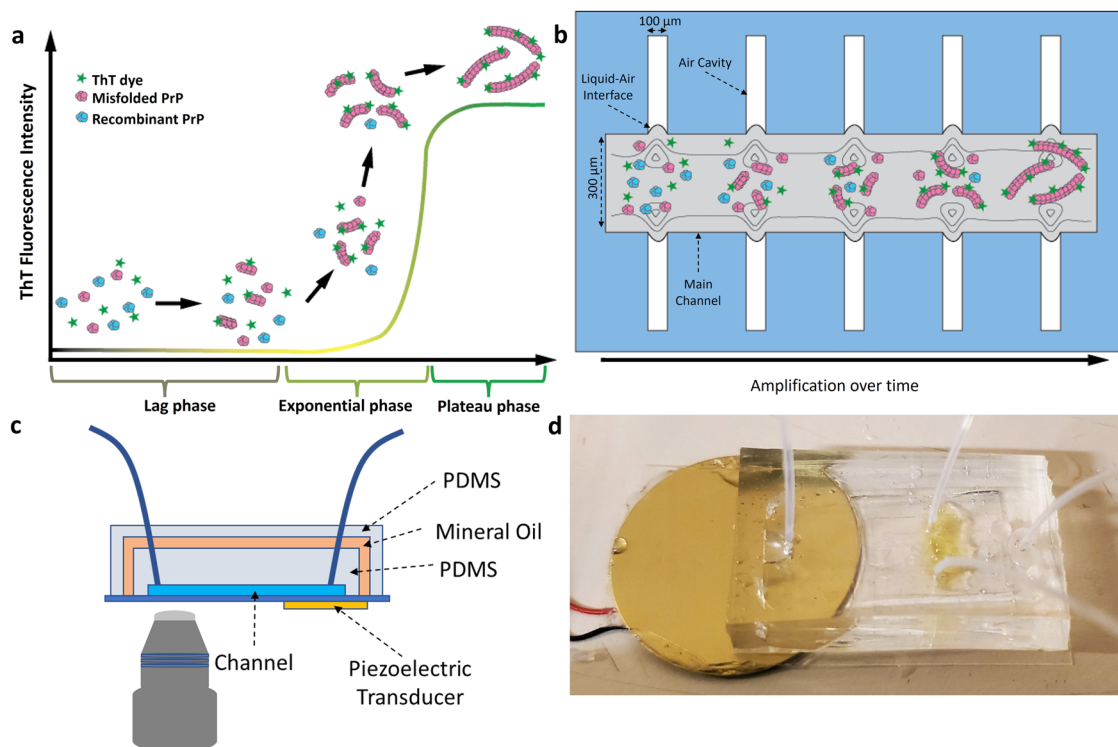 a
ThT Fluorescence Intensity
ThT dye
Misfolded PrP
Recombinant PrP
Lag phase
Exponential phase
Plateau phase
b
100 µm
Air Cavity
Liquid-Air
Interface
300 µm
Main
Channel
Amplification over time
c
PDMS
Mineral Oil
PDMS
Channel
Piezoelectric
Transducer
d